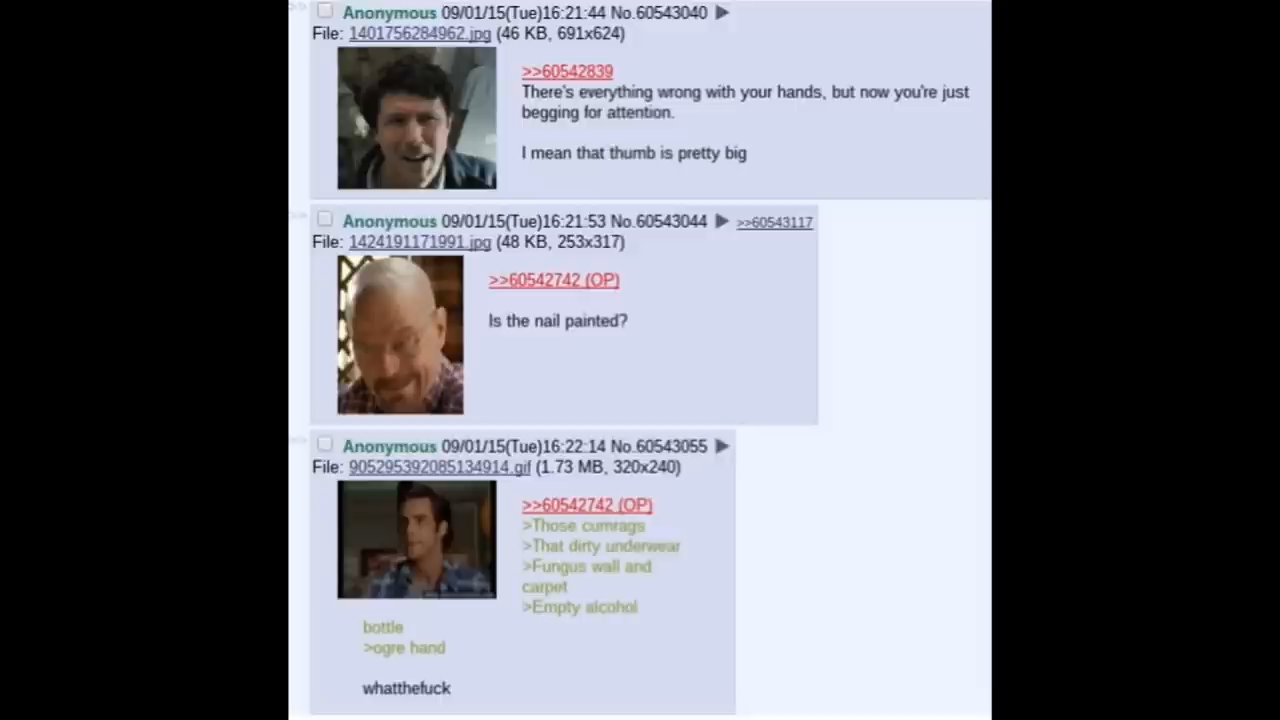 Anonymous 09/01/15(Tue)16:21:44 No.60543040 ▶
File: 1401756284962.jpg (46 KB, 691x624)
>>60542839
There's everything wrong with your hands, but now you're just
begging for attention.
I mean that thumb is pretty big
Anonymous 09/01/15(Tue)16:21:53 No.60543044 ▶ >>60543117
File: 1424191171991.jpg (48 KB, 253x317)
>>60542742 (OP)
Is the nail painted?
Anonymous 09/01/15(Tue)16:22:14 No.60543055 ▶
File: 905295392085134914.gif (1.73 MB, 320x240)
>>60542742 (OP)
>Those cumrags
>That dirty underwear
>Fungus wall and
carpet
>Empty alcohol
bottle
>ogre hand
whatthefuck